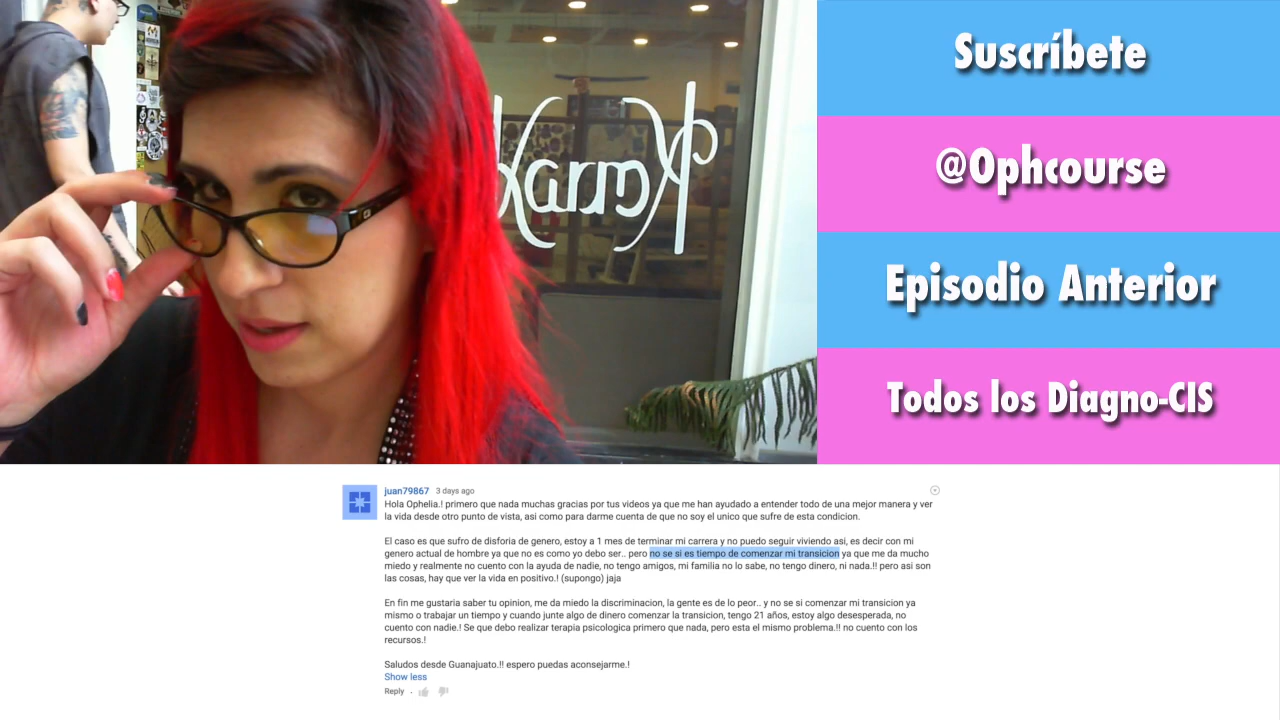 Karma
Suscríbete
@Ophcourse
Episodio Anterior
Todos los Diagno-CIS
juan79867 3 days ago
Hola Ophelia.! primero que nada muchas gracias por tus videos ya que me han ayudado a entender todo de una mejor manera y ver
la vida desde otro punto de vista, asi como para darme cuenta de que no soy el unico que sufre de esta condicion.
El caso es que sufro de disforia de genero, estoy a 1 mes de terminar mi carrera y no puedo seguir viviendo asi, es decir con mi
genero actual de hombre ya que no es como yo debo ser.. pero no se si es tiempo de comenzar mi transicion ya que me da mucho
miedo y realmente no cuento con la ayuda de nadie, no tengo amigos, mi familia no lo sabe, no tengo dinero, ni nada.!! pero asi son
las cosas, hay que ver la vida en positivo.! (supongo) jaja
En fin me gustaria saber tu opinion, me da miedo la discriminacion, la gente es de lo peor.. y no se si comenzar mi transicion ya
mismo o trabajar un tiempo y cuando junte algo de dinero comenzar la transicion, tengo 21 años, estoy algo desesperada, no
cuento con nadie.! Se que debo realizar terapia psicologica primero que nada, pero esta el mismo problema.!! no cuento con los
recursos.!
Saludos desde Guanajuato.!! espero puedas aconsejarme.!
Show less
Reply .